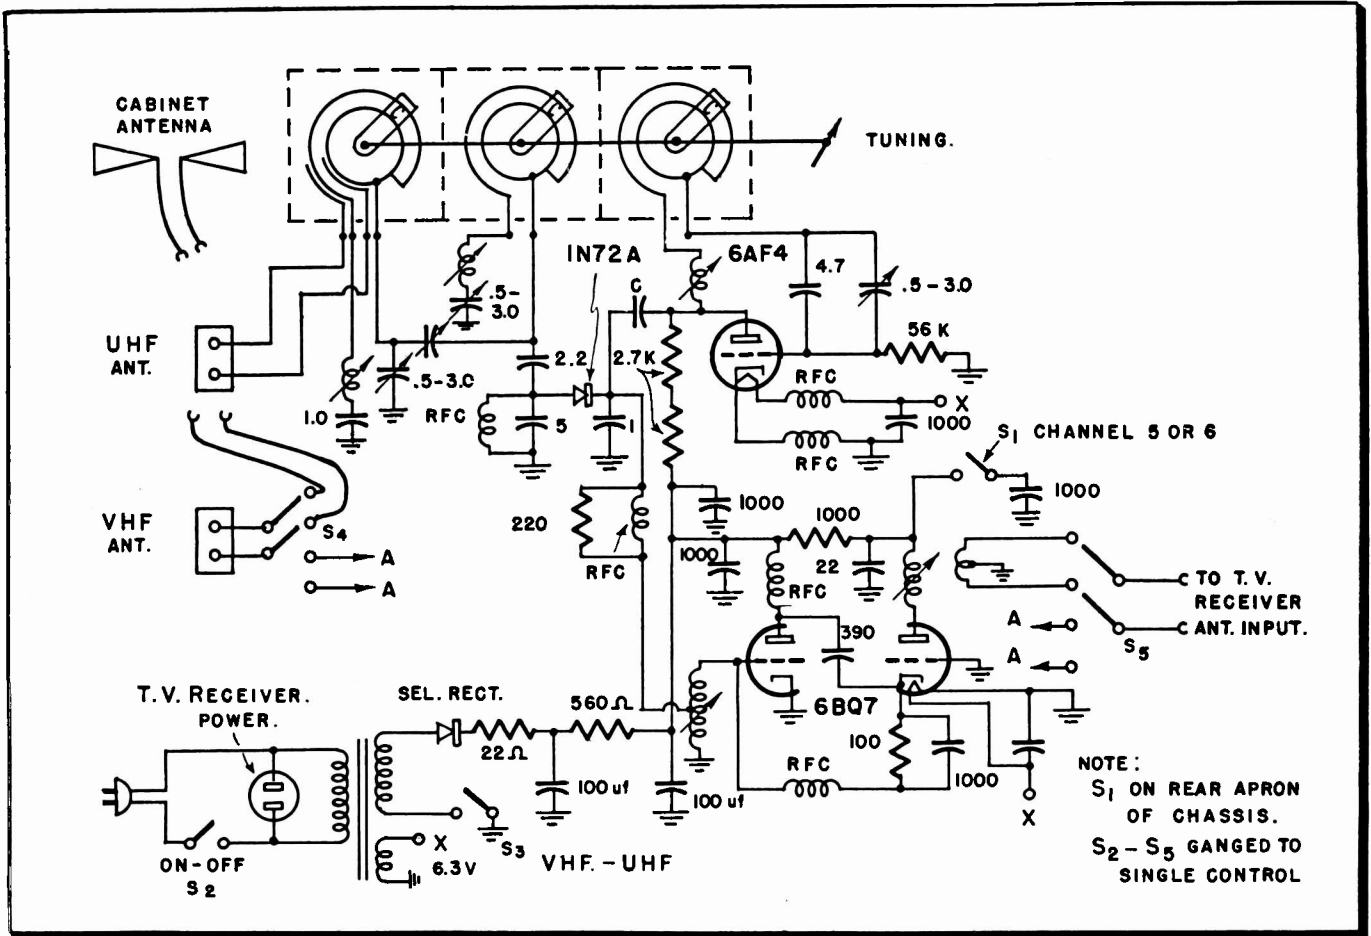 CABINET
ANTENNA
TUNING.
1N72A
6AF4
4.7
.5-3.0
.5-
3.0
C
56 K
UHF
ANT.
2.2
2.7K
RFC
X
.5-3.0
1.0
RFC
5
1
1000
RFC
S1 CHANNEL 5 OR 6
1000
VHF
ANT.
S4
220
1000
1000
1000
22
A
RFC
RFC
TO T.V.
RECEIVER
ANT. INPUT.
A
A
390
A
S5
T.V. RECEIVER.
POWER.
SEL. RECT.
560Ω
6BQ7
22Ω
100
RFC
1000
NOTE:
100 uf
100 uf
S1 ON REAR APRON
OF CHASSIS.
X
X
S3
6.3V
VHF.-UHF
S2-S5 GANGED TO
SINGLE CONTROL
ON-OFF
S2